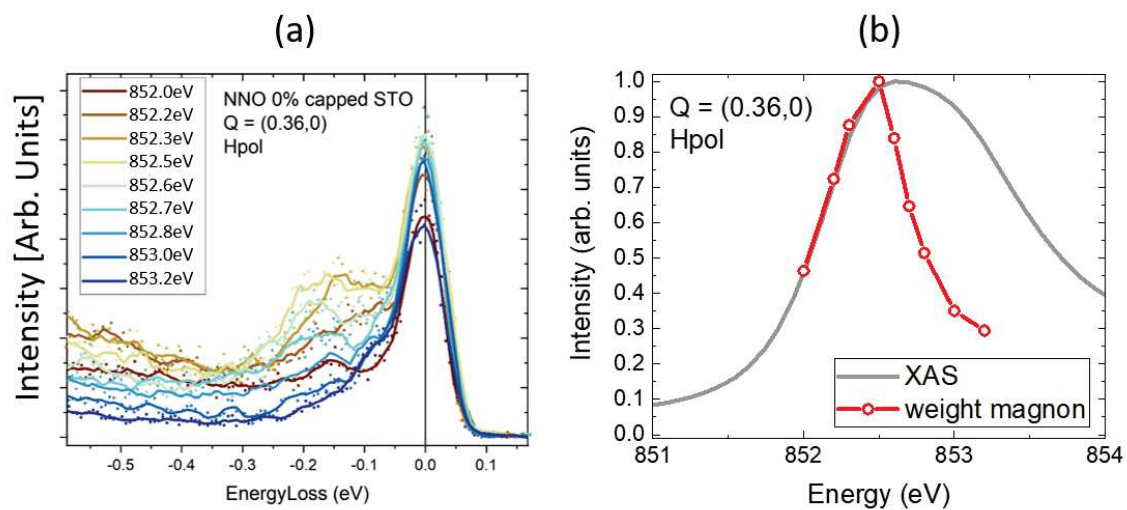 (a)
852.0eV
852.2eV
852.3eV
852.5eV
852.6eV
852.7eV
852.8eV
853.0eV
853.2eV
NNO 0% capped STO
Q = (0.36,0)
Hpol
Intensity [Arb. Units]
-0.5 -0.4 -0.3 -0.2 -0.1 0.0 0.1
EnergyLoss (eV)
(b)
1.0
0.9
0.8
0.7
0.6
0.5
0.4
0.3
0.2
0.1
0.0
Q = (0.36,0)
Hpol
Intensity (arb. units)
XAS
weight magnon
851 852 853 854
Energy (eV)